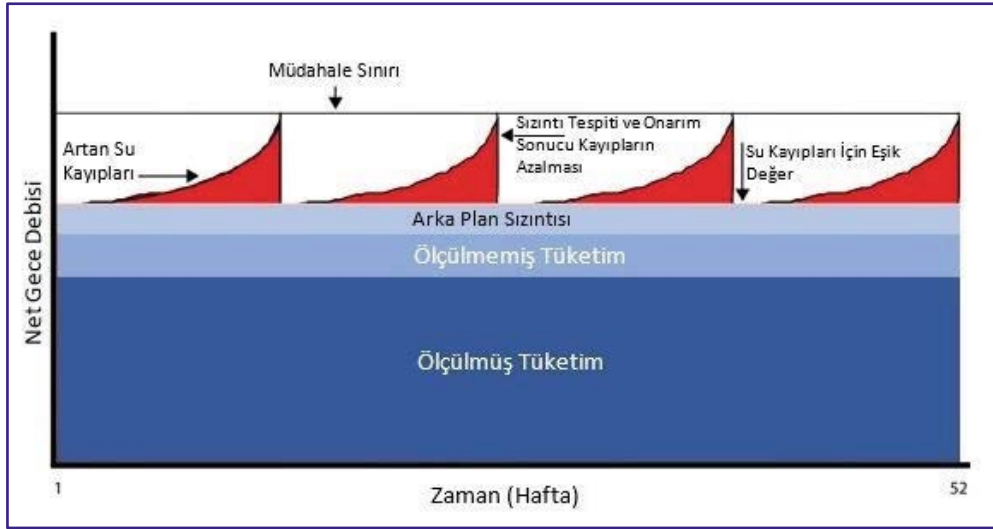 Müdahale Sınırı
Artan Su
Kayıpları
Sızıntı Tespiti ve Onarım
Sonucu Kayıpların
Azalması
Su Kayıpları İçin Eşik
Değer
Arka Plan Sızıntısı
Ölçülmemiş Tüketim
Ölçülmüş Tüketim
Net Gece Debisi
1
Zaman (Hafta)
52